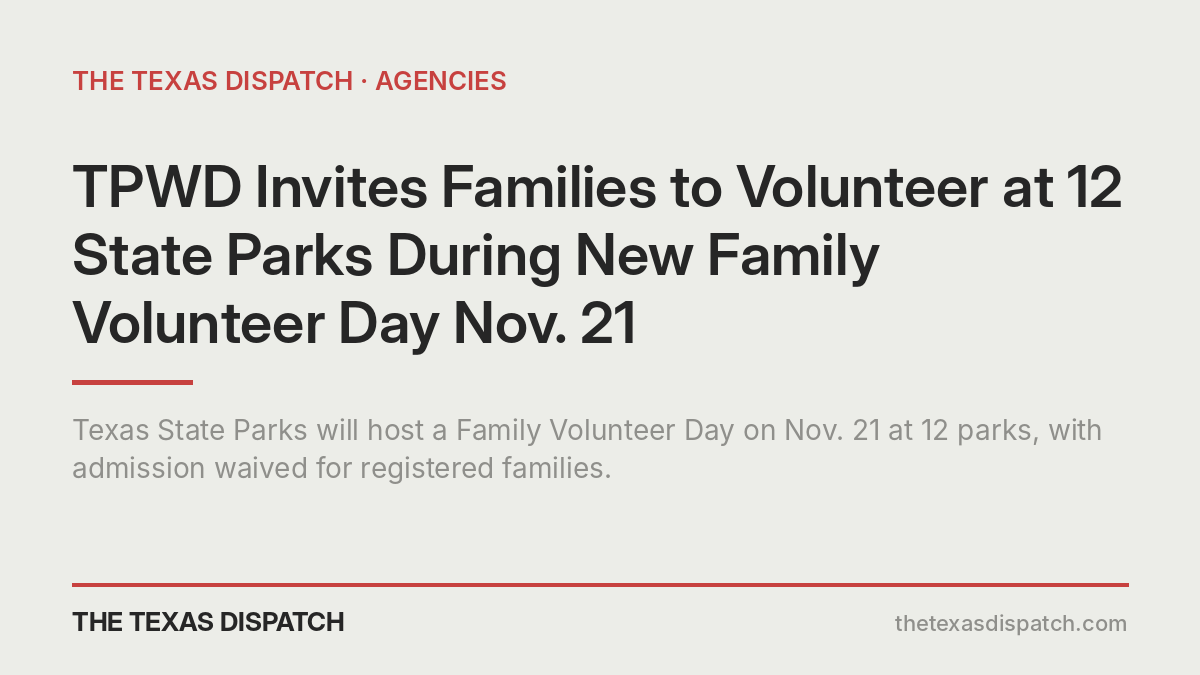 THE TEXAS DISPATCH · AGENCIES
TPWD Invites Families to Volunteer at 12
State Parks During New Family
Volunteer Day Nov. 21
Texas State Parks will host a Family Volunteer Day on Nov. 21 at 12 parks, with
admission waived for registered families.
THE TEXAS DISPATCH
thetexasdispatch.com